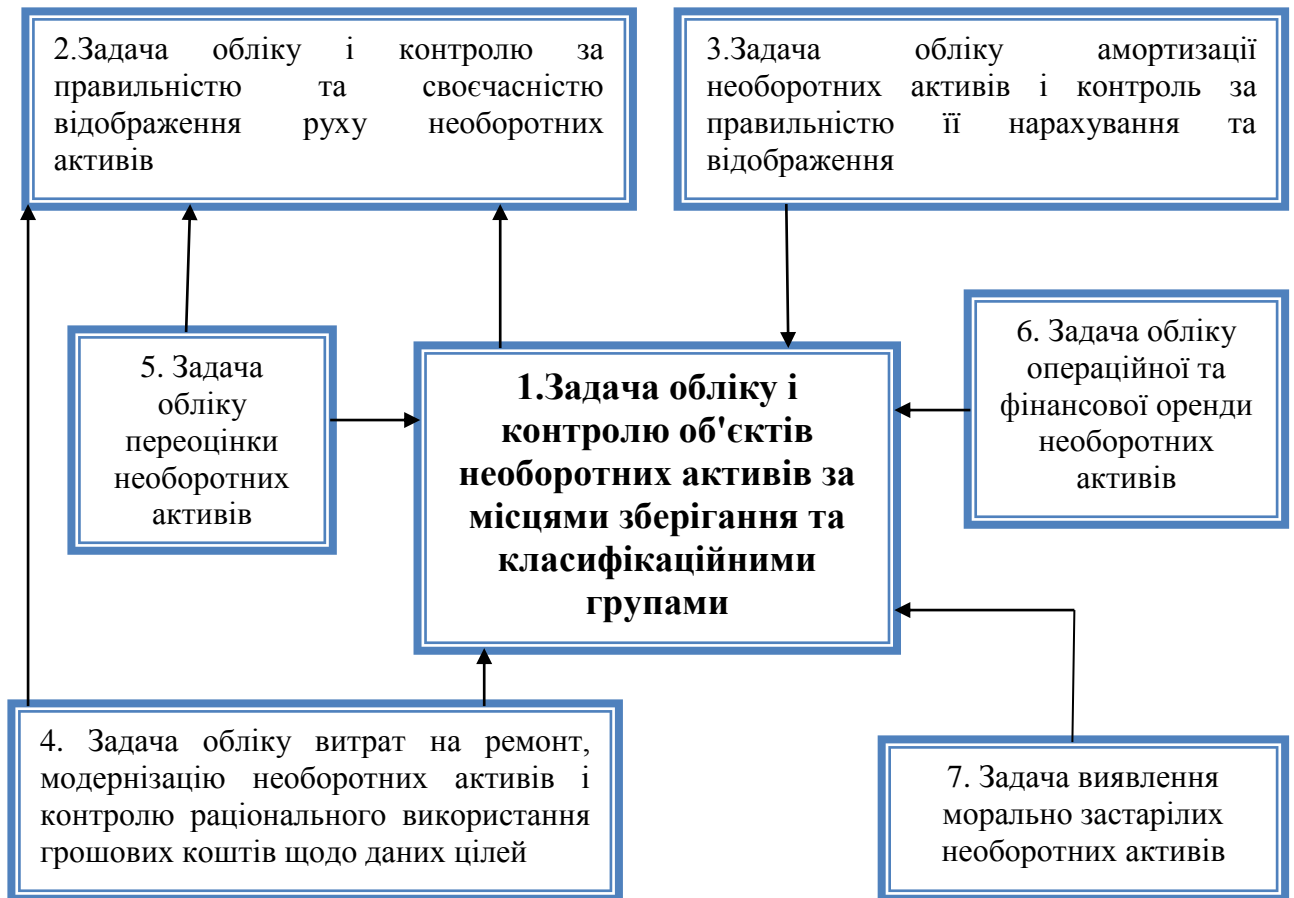 2.Задача обліку і контролю за
правильністю та своєчасністю
відображення руху необоротних
активів
3.Задача обліку амортизації
необоротних активів і контроль за
правильністю її нарахування та
відображення
5. Задача
обліку
переоцінки
необоротних
активів
1.Задача обліку і
контролю об'єктів
необоротних активів за
місцями зберігання та
класифікаційними
групами
6. Задача обліку
операційної та
фінансової оренди
необоротних
активів
4. Задача обліку витрат на ремонт,
модернізацію необоротних активів і
контролю раціонального використання
грошових коштів щодо даних цілей
7. Задача виявлення
морально застарілих
необоротних активів